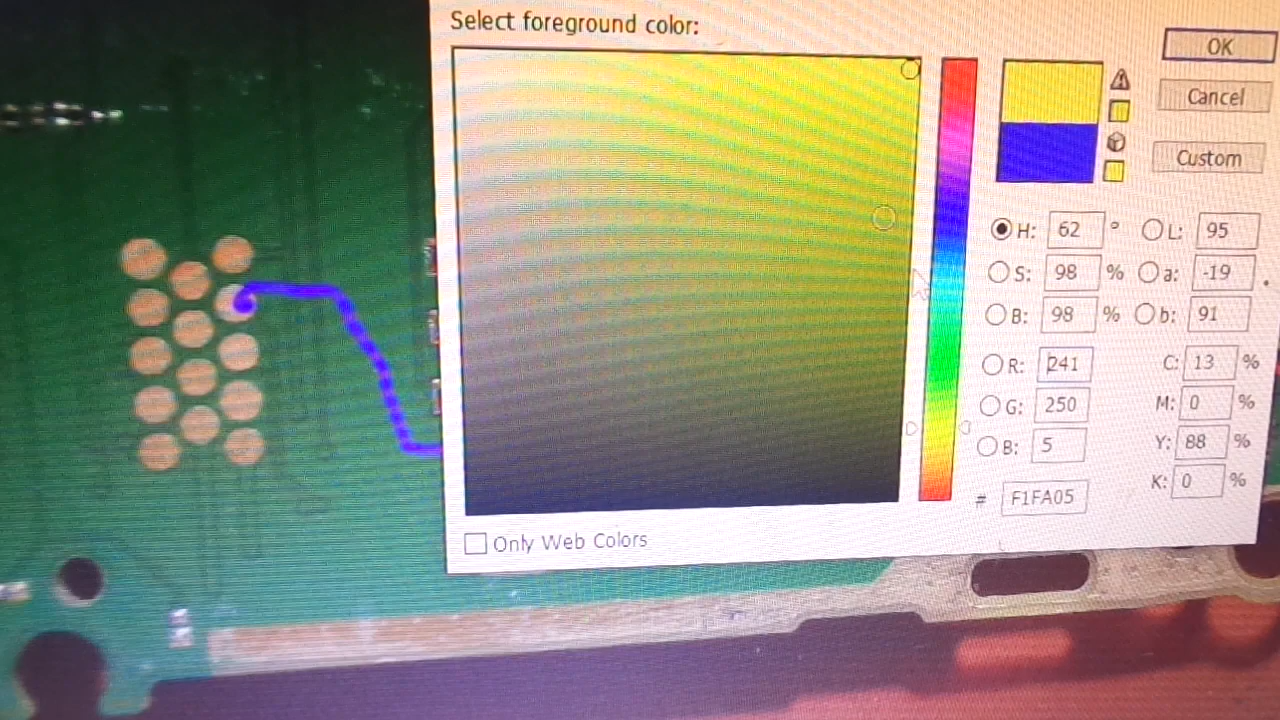 Select foreground color:
OK
Cancel
Custom
H: 62 ° L: 95
S: 98 % a: -19
B: 98 % b: 91
R: 241 C: 13 %
G: 250 M: 0 %
B: 5 Y: 88 %
# F1FA05 K: 0 %
Only Web Colors